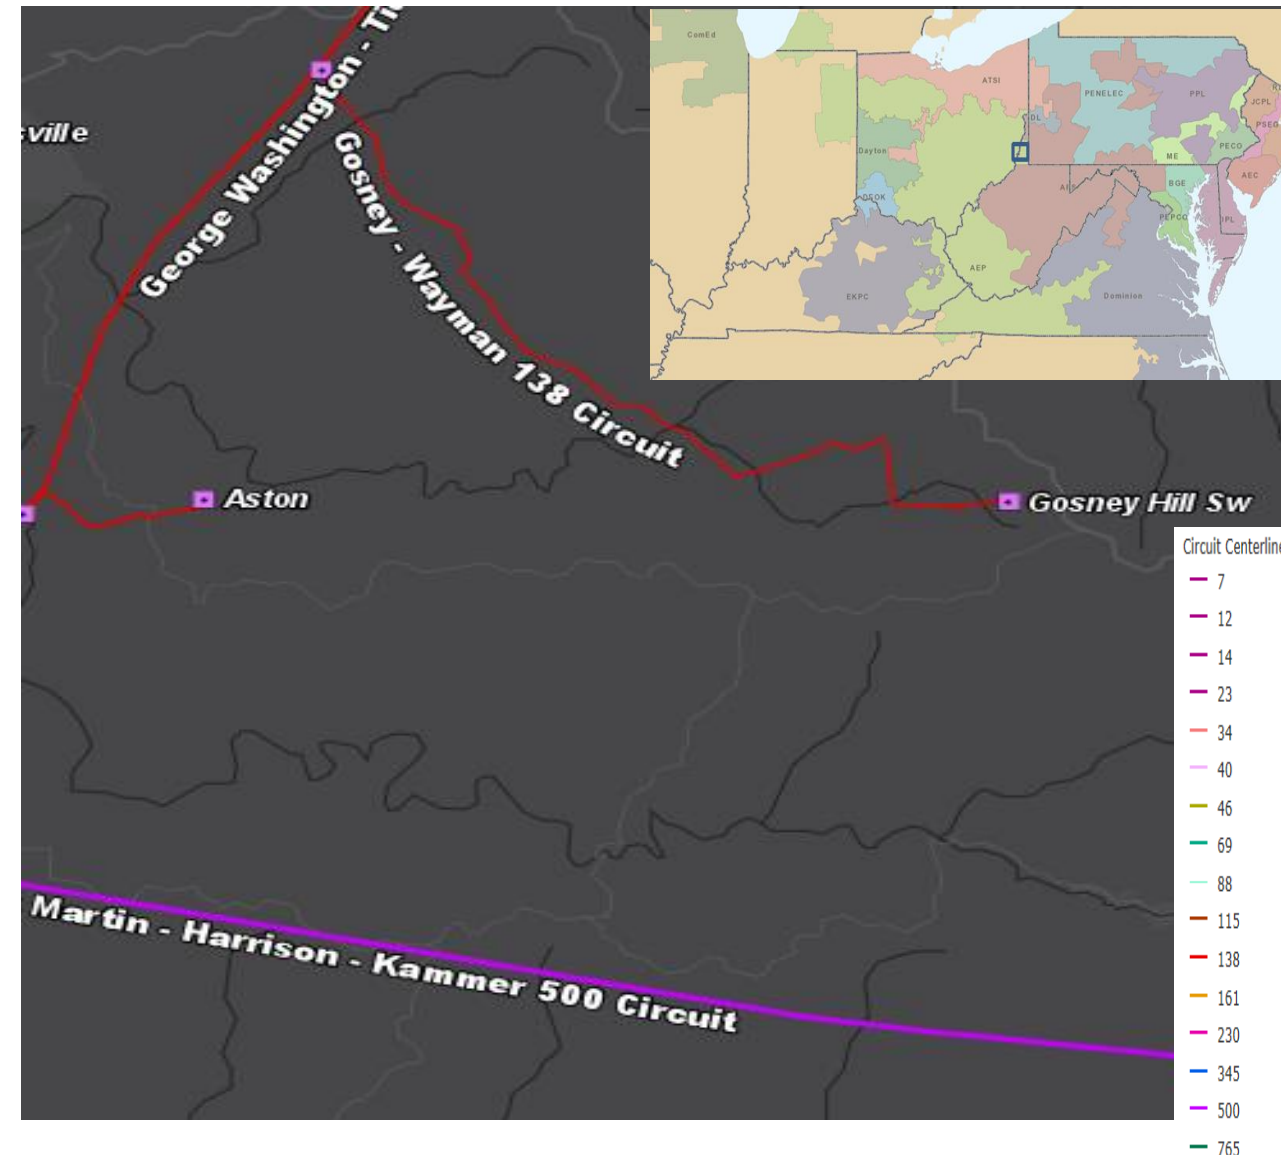 George Washington - Ti
sville
Gosney - Wayman 138 Circuit
Aston
Gosney Hill Sw
Martin - Harrison - Kammer 500 Circuit
ComEd
ATSI
PENELEC
PPL
JCPL
DL
PSEG
Dayton
PECO
ME
AEC
BGE
DEOK
PEPCO
DPL
AEP
EKPC
Dominion
Circuit Centerline
7
12
14
23
34
40
46
69
88
115
138
161
230
345
500
765